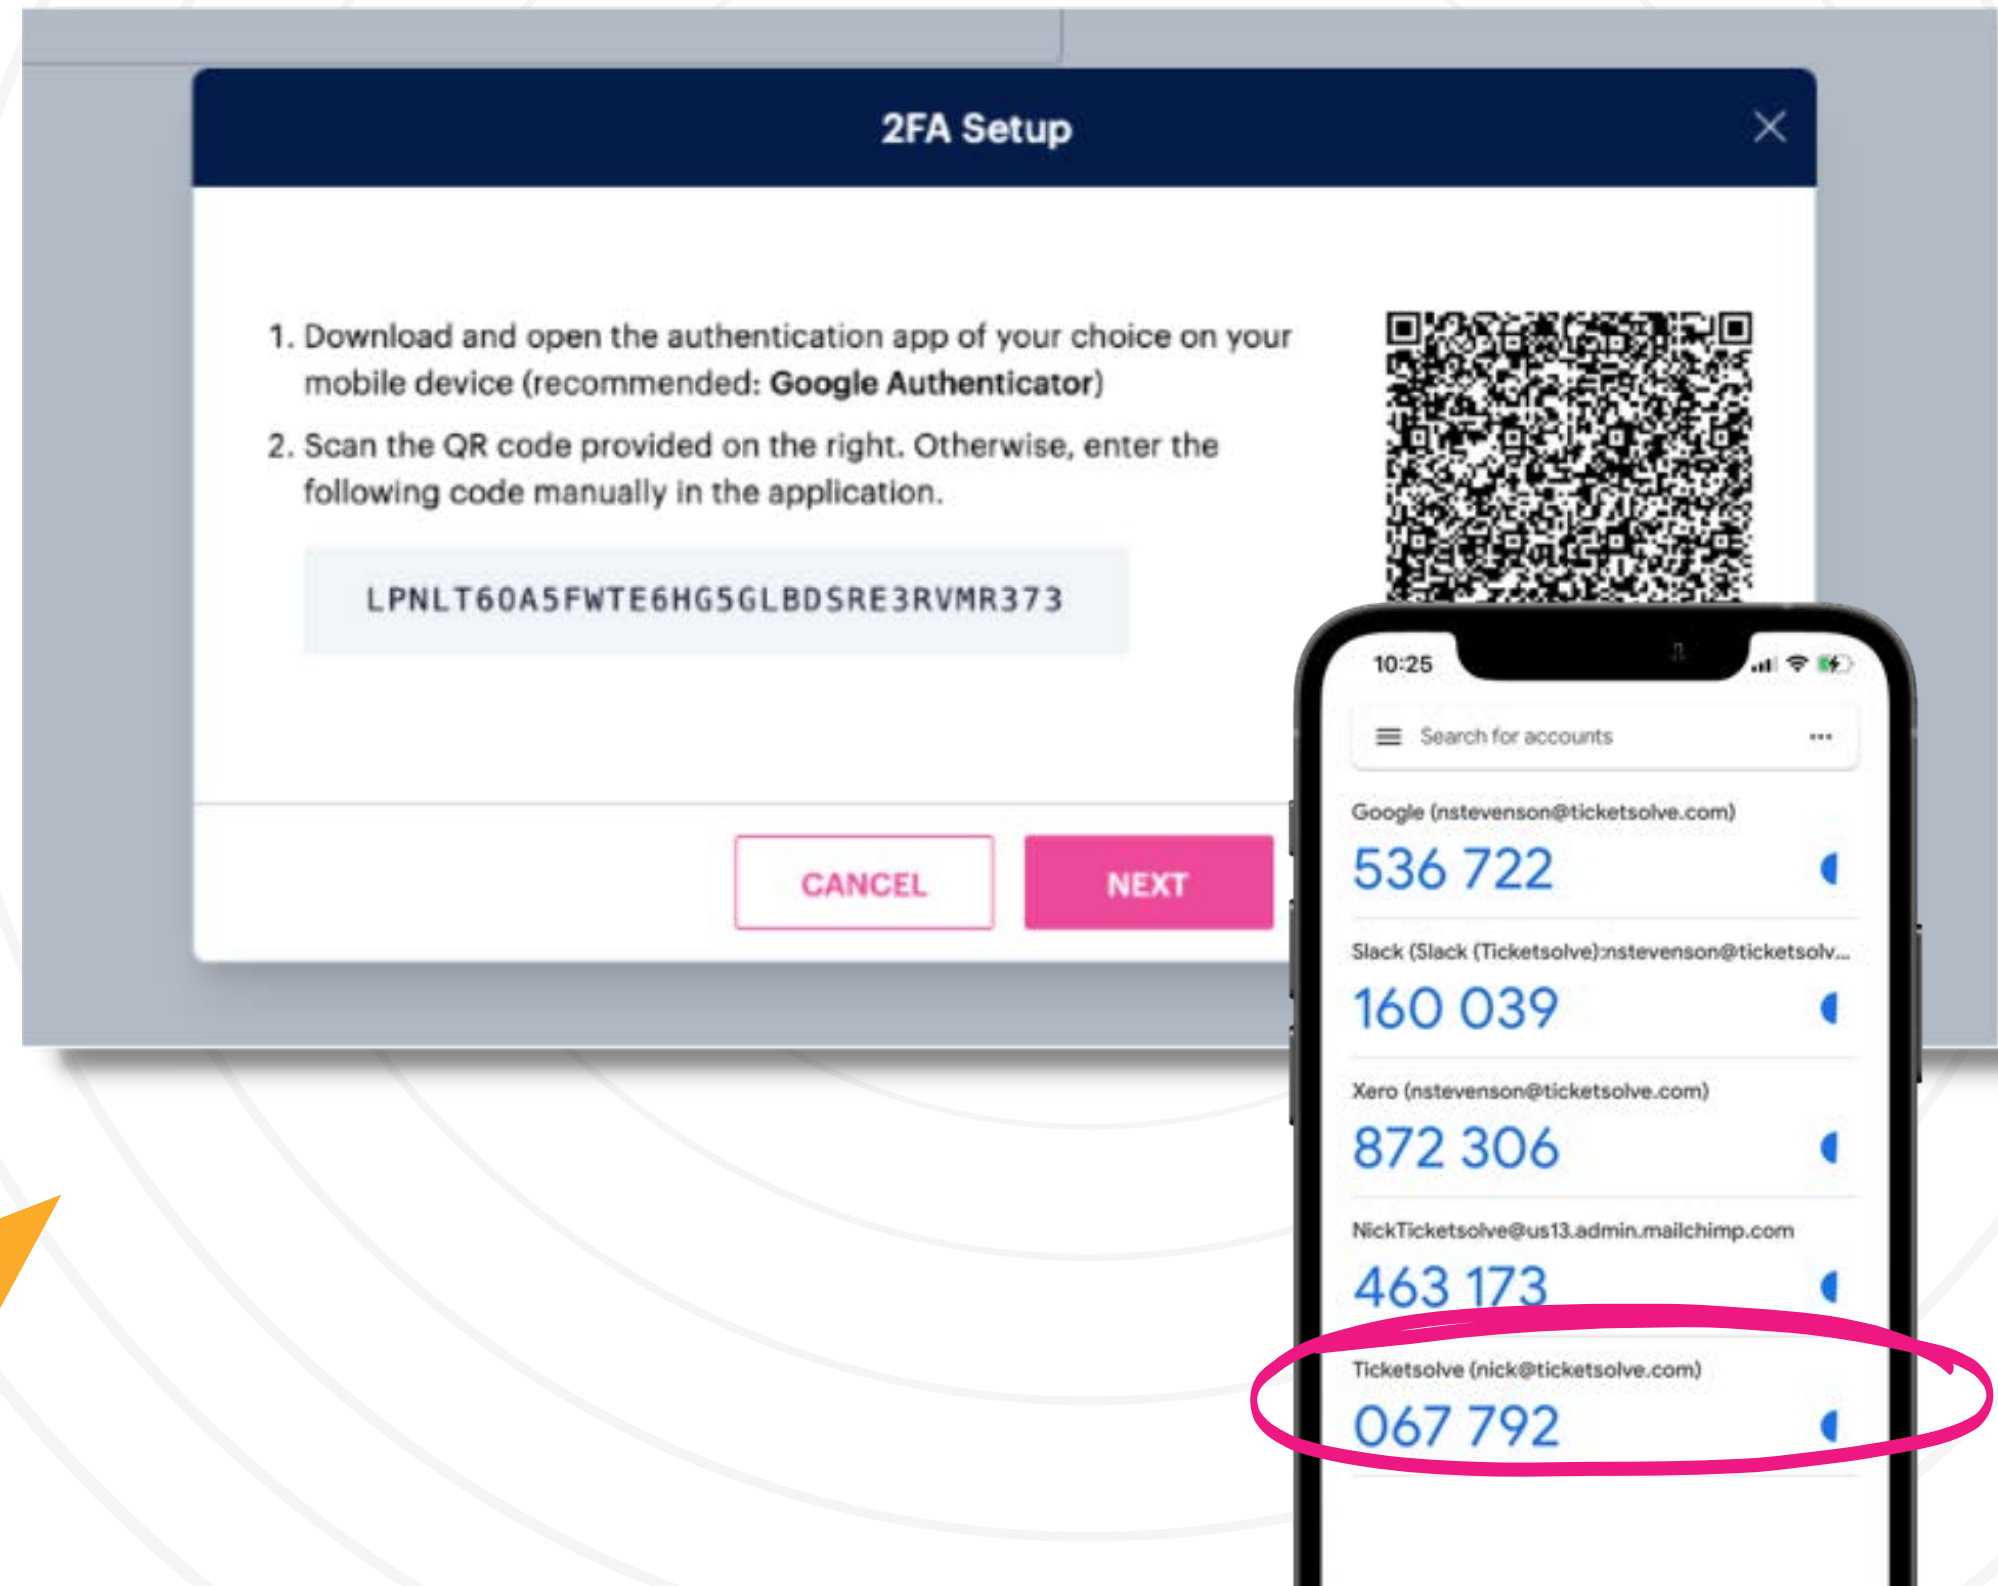 2FA Setup
1. Download and open the authentication app of your choice on your
mobile device (recommended: Google Authenticator)
2. Scan the QR code provided on the right. Otherwise, enter the
following code manually in the application.
LPNLT6OA5FWTE6HG5GLBDSRE3RVMR373
CANCEL
NEXT
10:25
Search for accounts
Google (nstevenson@ticketsolve.com)
536 722
Slack (Slack (Ticketsolve):nstevenson@ticketsolv...
160 039
Xero (nstevenson@ticketsolve.com)
872 306
NickTicketsolve@us13.admin.mailchimp.com
463 173
Ticketsolve (nick@ticketsolve.com)
067 792